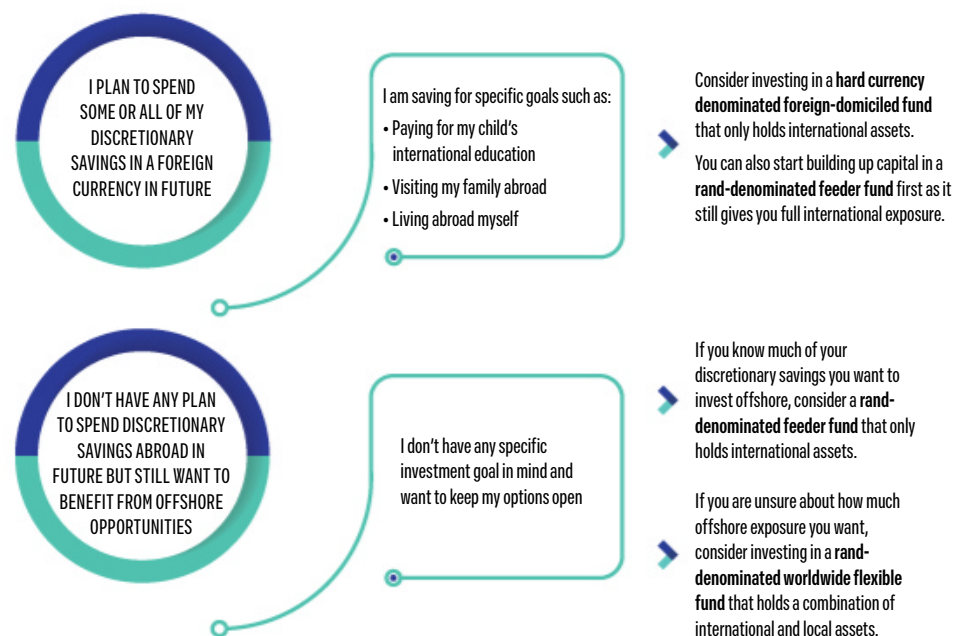 I PLAN TO SPEND
SOME OR ALL OF MY
DISCRETIONARY
SAVINGS IN A FOREIGN
CURRENCY IN FUTURE
I am saving for specific goals such as:
• Paying for my child's
international education
• Visiting my family abroad
• Living abroad myself
Consider investing in a hard currency
denominated foreign-domiciled fund
that only holds international assets.
You can also start building up capital in a
rand-denominated feeder fund first as it
still gives you full international exposure.
I DON'T HAVE ANY PLAN
TO SPEND DISCRETIONARY
SAVINGS ABROAD IN
FUTURE BUT STILL WANT TO
BENEFIT FROM OFFSHORE
OPPORTUNITIES
I don't have any specific
investment goal in mind and
want to keep my options open
If you know much of your
discretionary savings you want to
invest offshore, consider a rand-
denominated feeder fund that only
holds international assets.
If you are unsure about how much
offshore exposure you want,
consider investing in a rand-
denominated worldwide flexible
fund that holds a combination of
international and local assets.